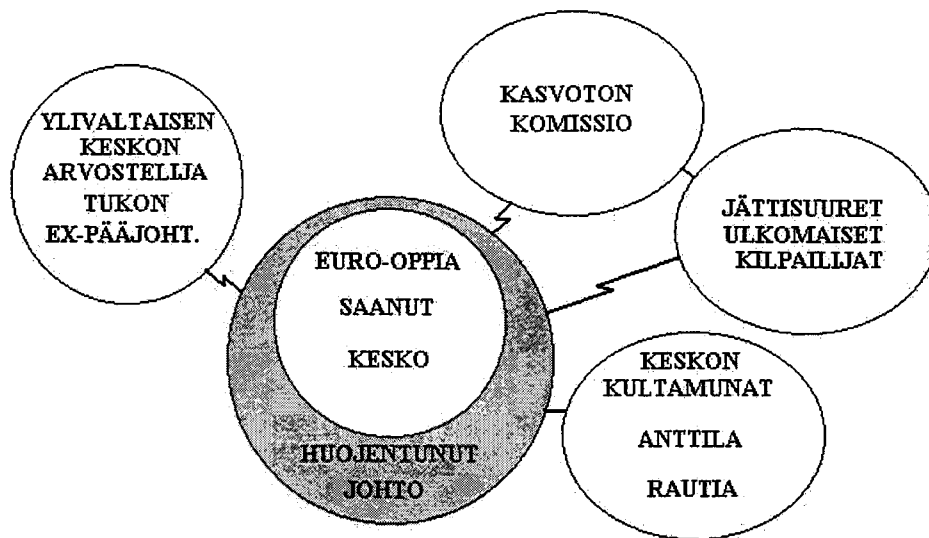 YLIVALTAISEN
KESKON
ARVOSTELIJA
TUKON
EX-PÄÄJOHT.
KASVOTON
KOMISSIO
JÄTTISUURET
ULKOMAISET
KILPAILIJAT
EURO-OPPIA
SAANUT
KESKO
HUOJENTUNUT
JOHTO
KESKON
KULTAMUNAT
ANTTILA
RAUTIA